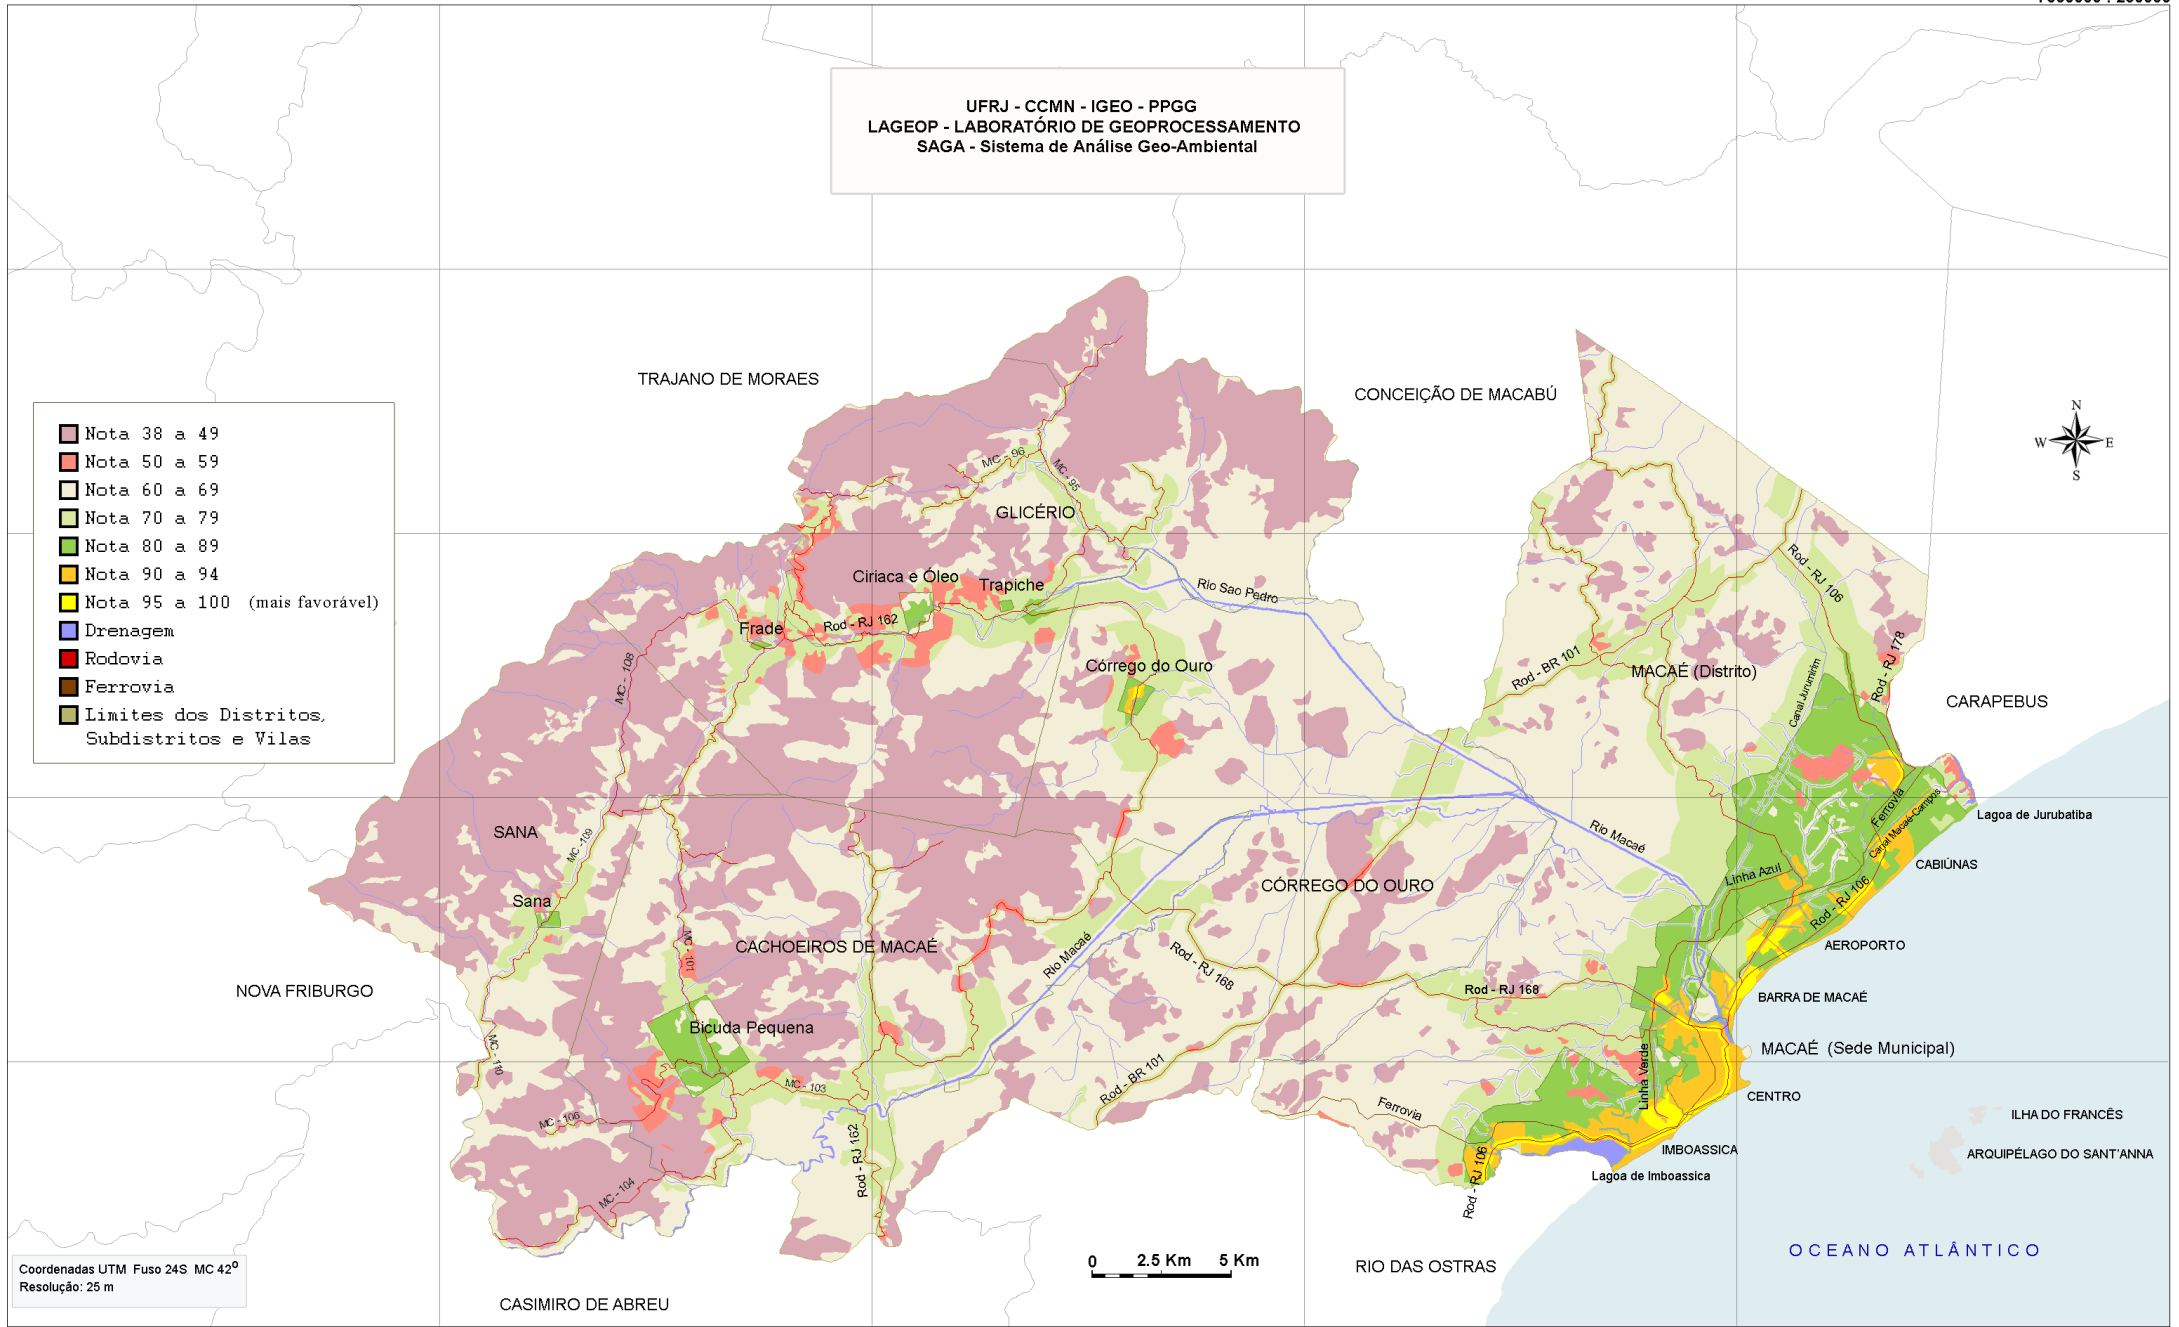 UFRJ - CCMN - IGEO - PPGG
LAGEOP - LABORATÓRIO DE GEOPROCESSAMENTO
SAGA - Sistema de Análise Geo-Ambiental
TRAJANO DE MORAES
CONCEIÇÃO DE MACABÚ
N
W
E
S
Nota 38 a 49
Nota 50 a 59
Nota 60 a 69
Nota 70 a 79
Nota 80 a 89
Nota 90 a 94
Nota 95 a 100 (mais favorável)
Drenagem
Rodovia
Ferrovia
Limites dos Distritos,
Subdistritos e Vilas
MC - 96
MC - 95
GLICÉRIO
Ciriaca e Óleo
Trapiche
Rio Sao Pedro
Rod - RJ 106
Frade
Rod - RJ 162
MC - 108
Córrego do Ouro
Rod - BR 101
MACAÉ (Distrito)
Canal Jurumirim
Rod - RJ 178
CARAPEBUS
SANA
MC -109
Rio Macaé
Ferrovia
Canal Macaé-Campos
Lagoa de Jurubatiba
CABIÚNAS
Linha Azul
CÓRREGO DO OURO
Rod - RJ 106
Sana
MC - 101
CACHOEIROS DE MACAÉ
Rio Macaé
Rod - RJ 168
Rod - RJ 168
AEROPORTO
NOVA FRIBURGO
BARRA DE MACAÉ
Bicuda Pequena
MC - 110
MC - 103
Rod - BR 101
Linha Verde
MACAÉ (Sede Municipal)
CENTRO
Ferrovia
MC - 106
Rod - RJ 162
ILHA DO FRANCÊS
IMBOASSICA
ARQUIPÉLAGO DO SANT'ANNA
Lagoa de Imboassica
Rod - RJ 106
MC - 104
OCEANO ATLÂNTICO
0 2.5 Km 5 Km
RIO DAS OSTRAS
Coordenadas UTM Fuso 24S MC 42º
Resolução: 25 m
CASIMIRO DE ABREU